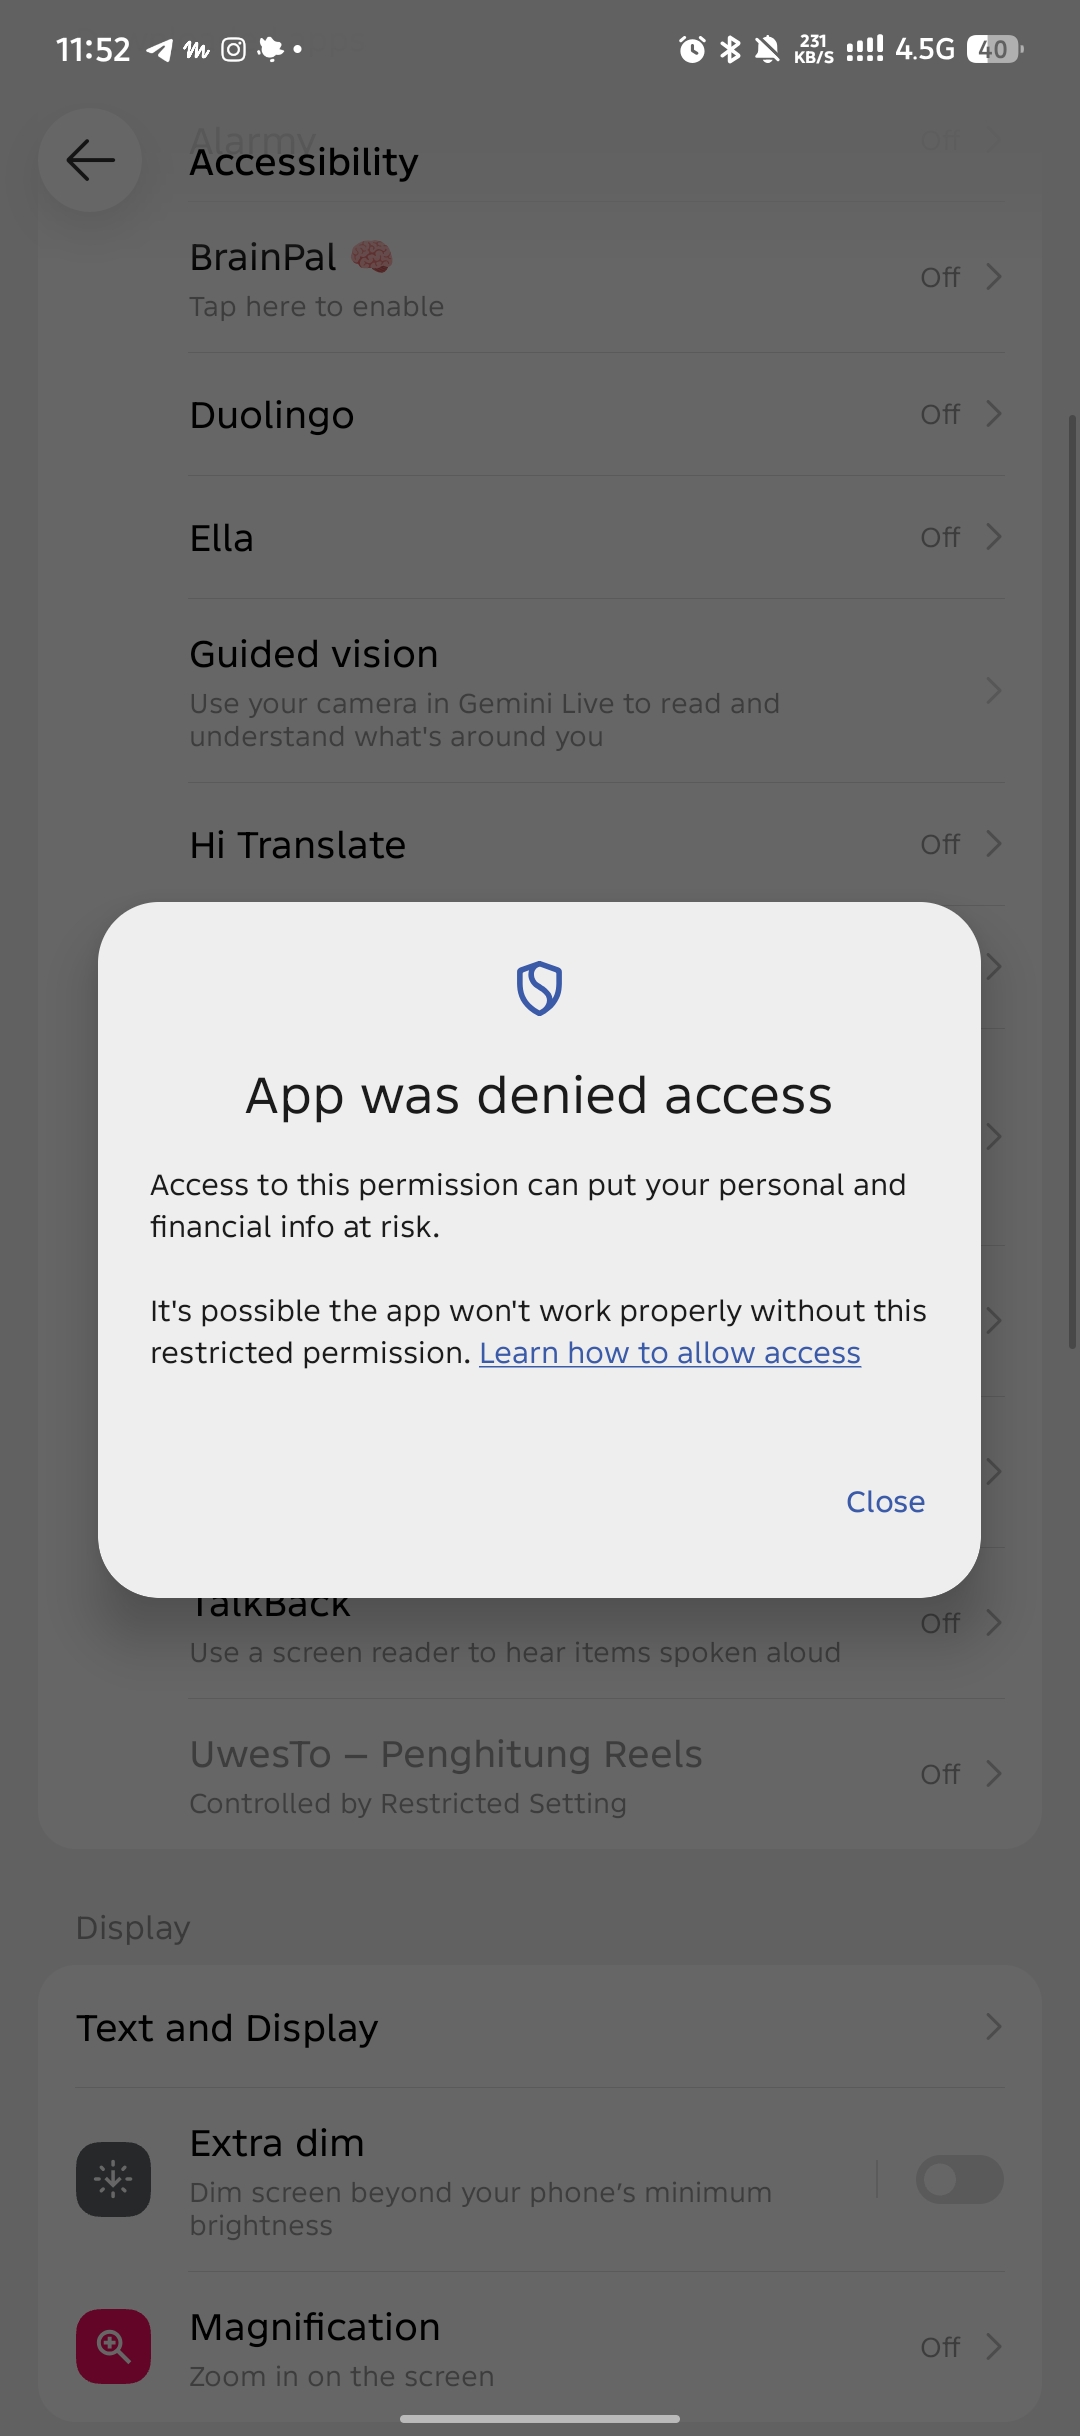 11:52
231
KB/S
4.5G
40
Alarmy
Off
Accessibility
BrainPal 🧠
Tap here to enable
Off
Duolingo
Off
Ella
Off
Guided vision
Use your camera in Gemini Live to read and
understand what's around you
Hi Translate
Off
App was denied access
Access to this permission can put your personal and
financial info at risk.
It's possible the app won't work properly without this
restricted permission. Learn how to allow access
Close
TalkBack
Off
Use a screen reader to hear items spoken aloud
UwesTo – Penghitung Reels
Off
Controlled by Restricted Setting
Display
Text and Display
Extra dim
Dim screen beyond your phone’s minimum
brightness
Magnification
Off
Zoom in on the screen